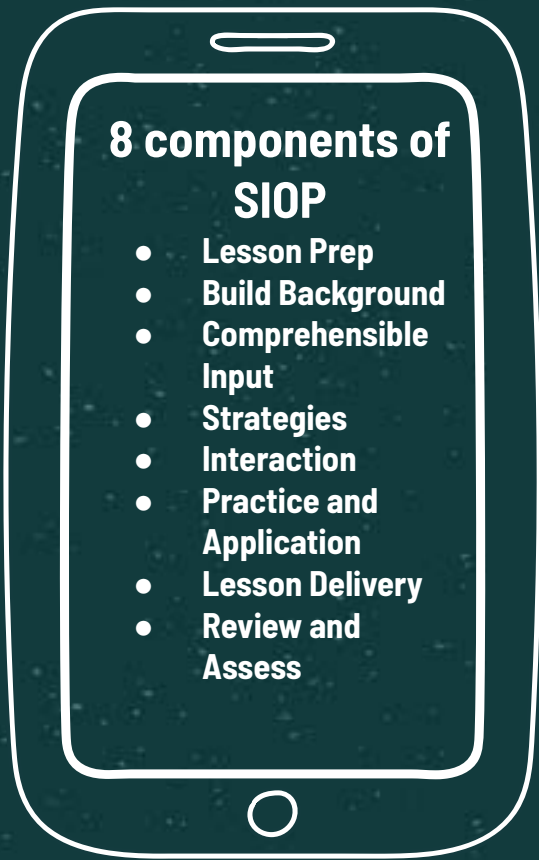 8 components of
SIOP
● Lesson Prep
● Build Background
● Comprehensible
Input
● Strategies
● Interaction
● Practice and
Application
● Lesson Delivery
● Review and
Assess